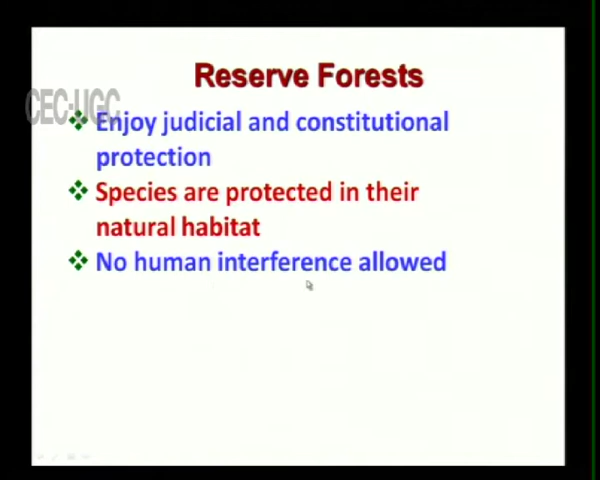 Reserve Forests
CEC-UGC
Enjoy judicial and constitutional
protection
Species are protected in their
natural habitat
No human interference allowed